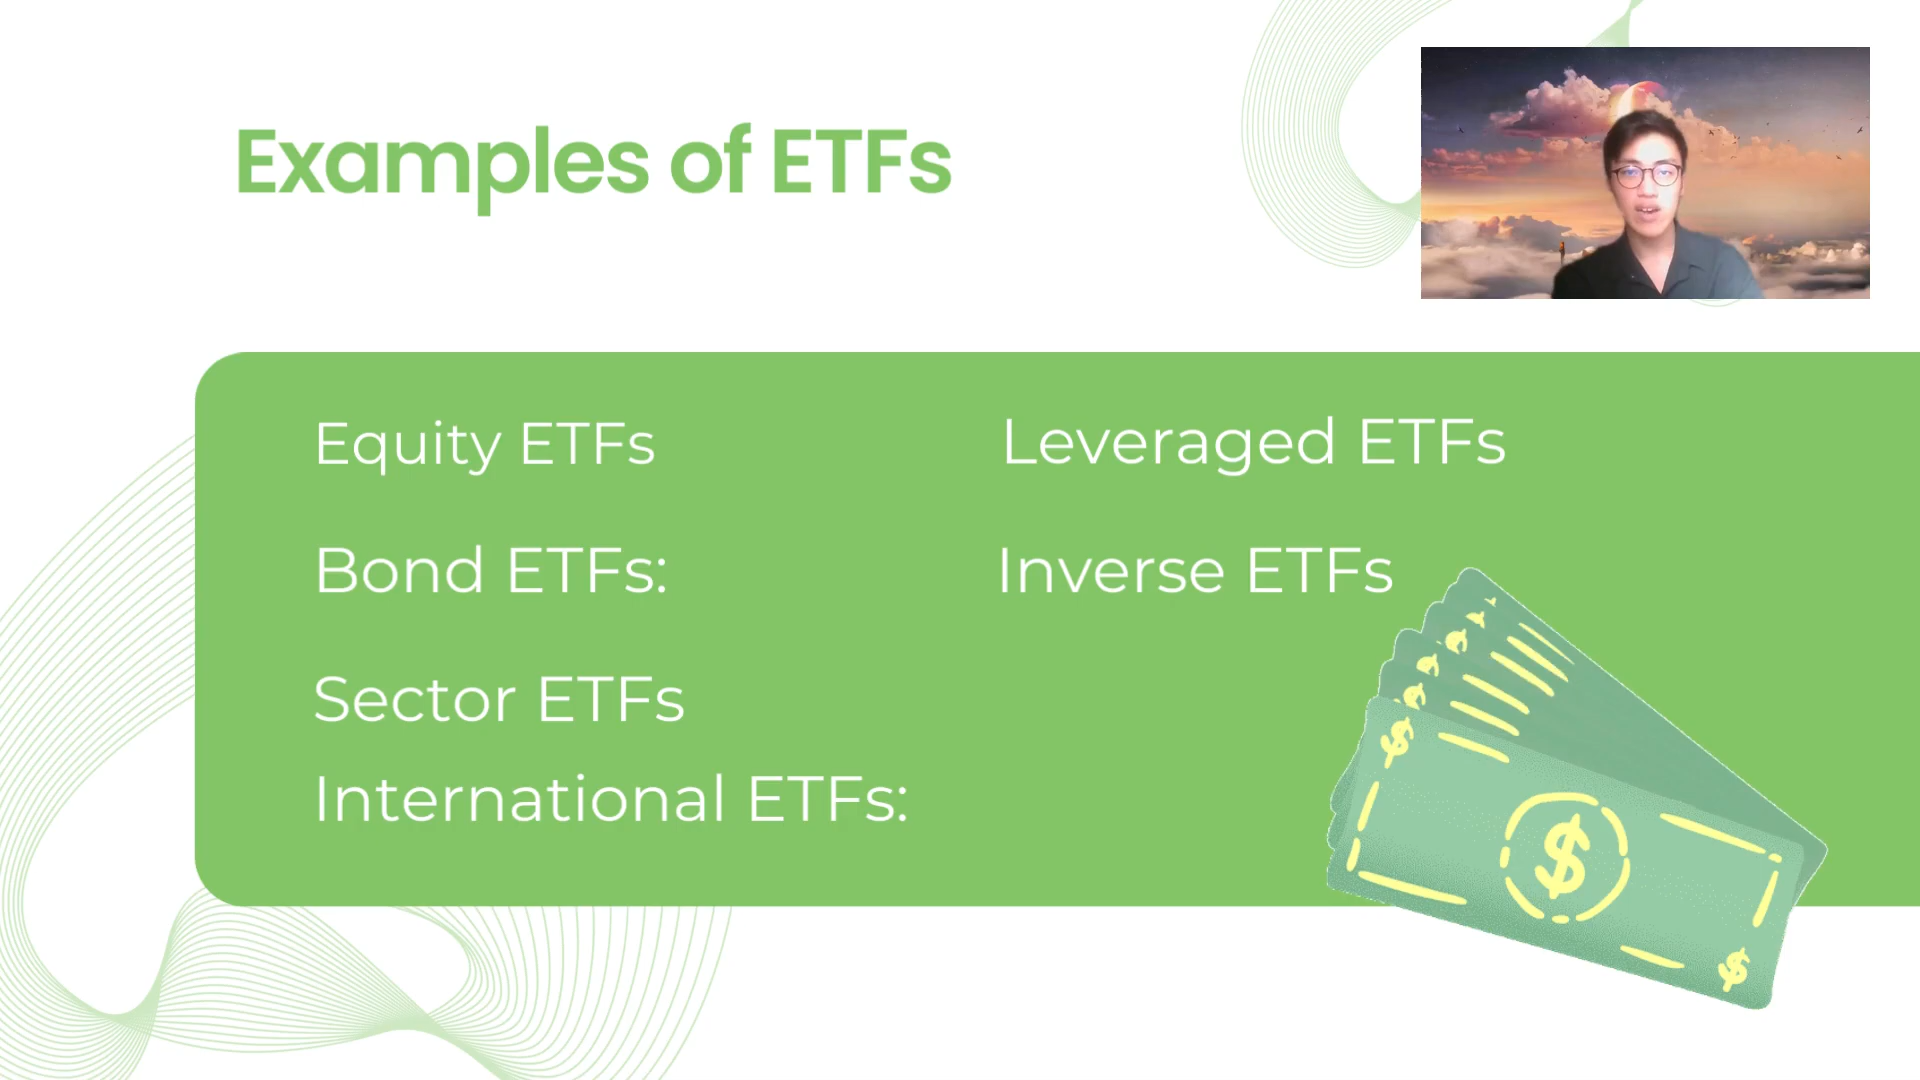 Examples of ETFs
Equity ETFs
Bond ETFs:
Sector ETFs
International ETFs:
Leveraged ETFs
Inverse ETFs
$
$
$